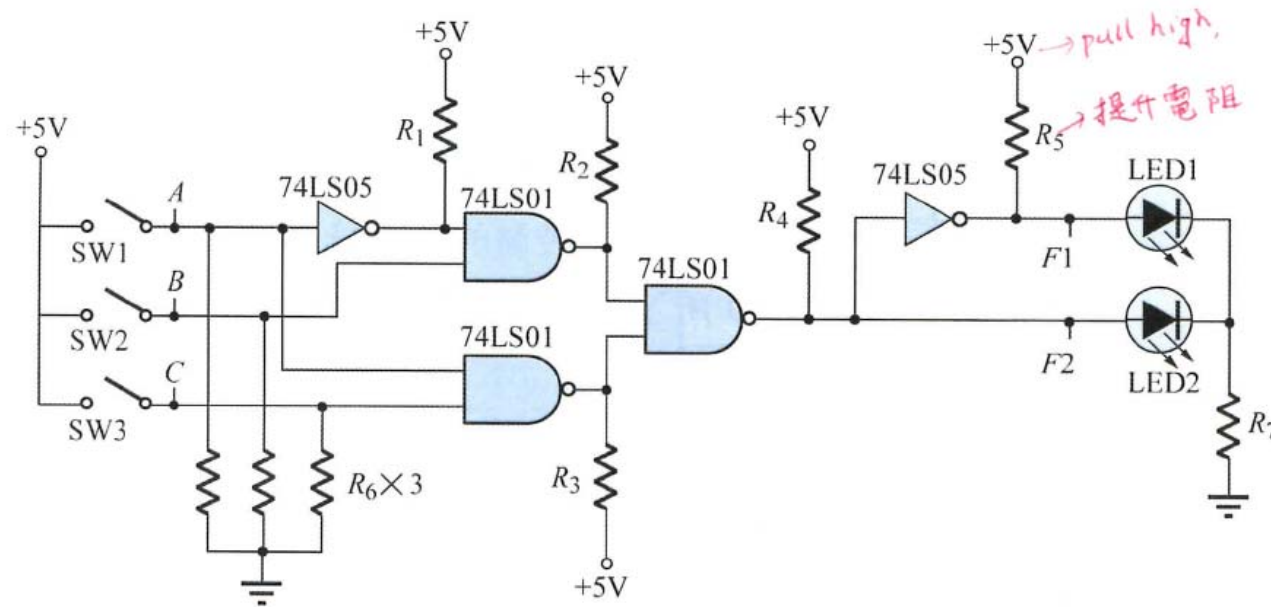 +5V → pull high,
→ 提升電阻
+5V
+5V
+5V
+5V
R1
R2
R4
R5
LED1
A
74LS05
74LS01
74LS05
SW1
F1
B
74LS01
SW2
74LS01
F2
LED2
C
SW3
R6×3
R3
R7
+5V